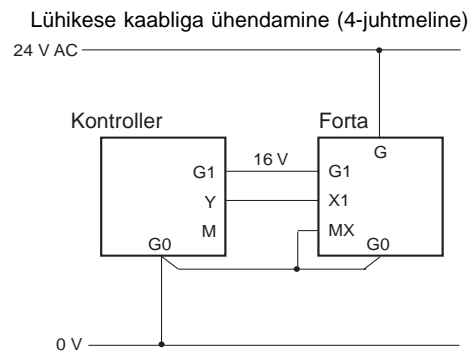 Lühikese kaabliga ühendamine (4-juhtmeline)
24 V AC
Kontroller
Forta
G
G1
16 V
G1
Y
X1
M
MX
G0
G0
0 V